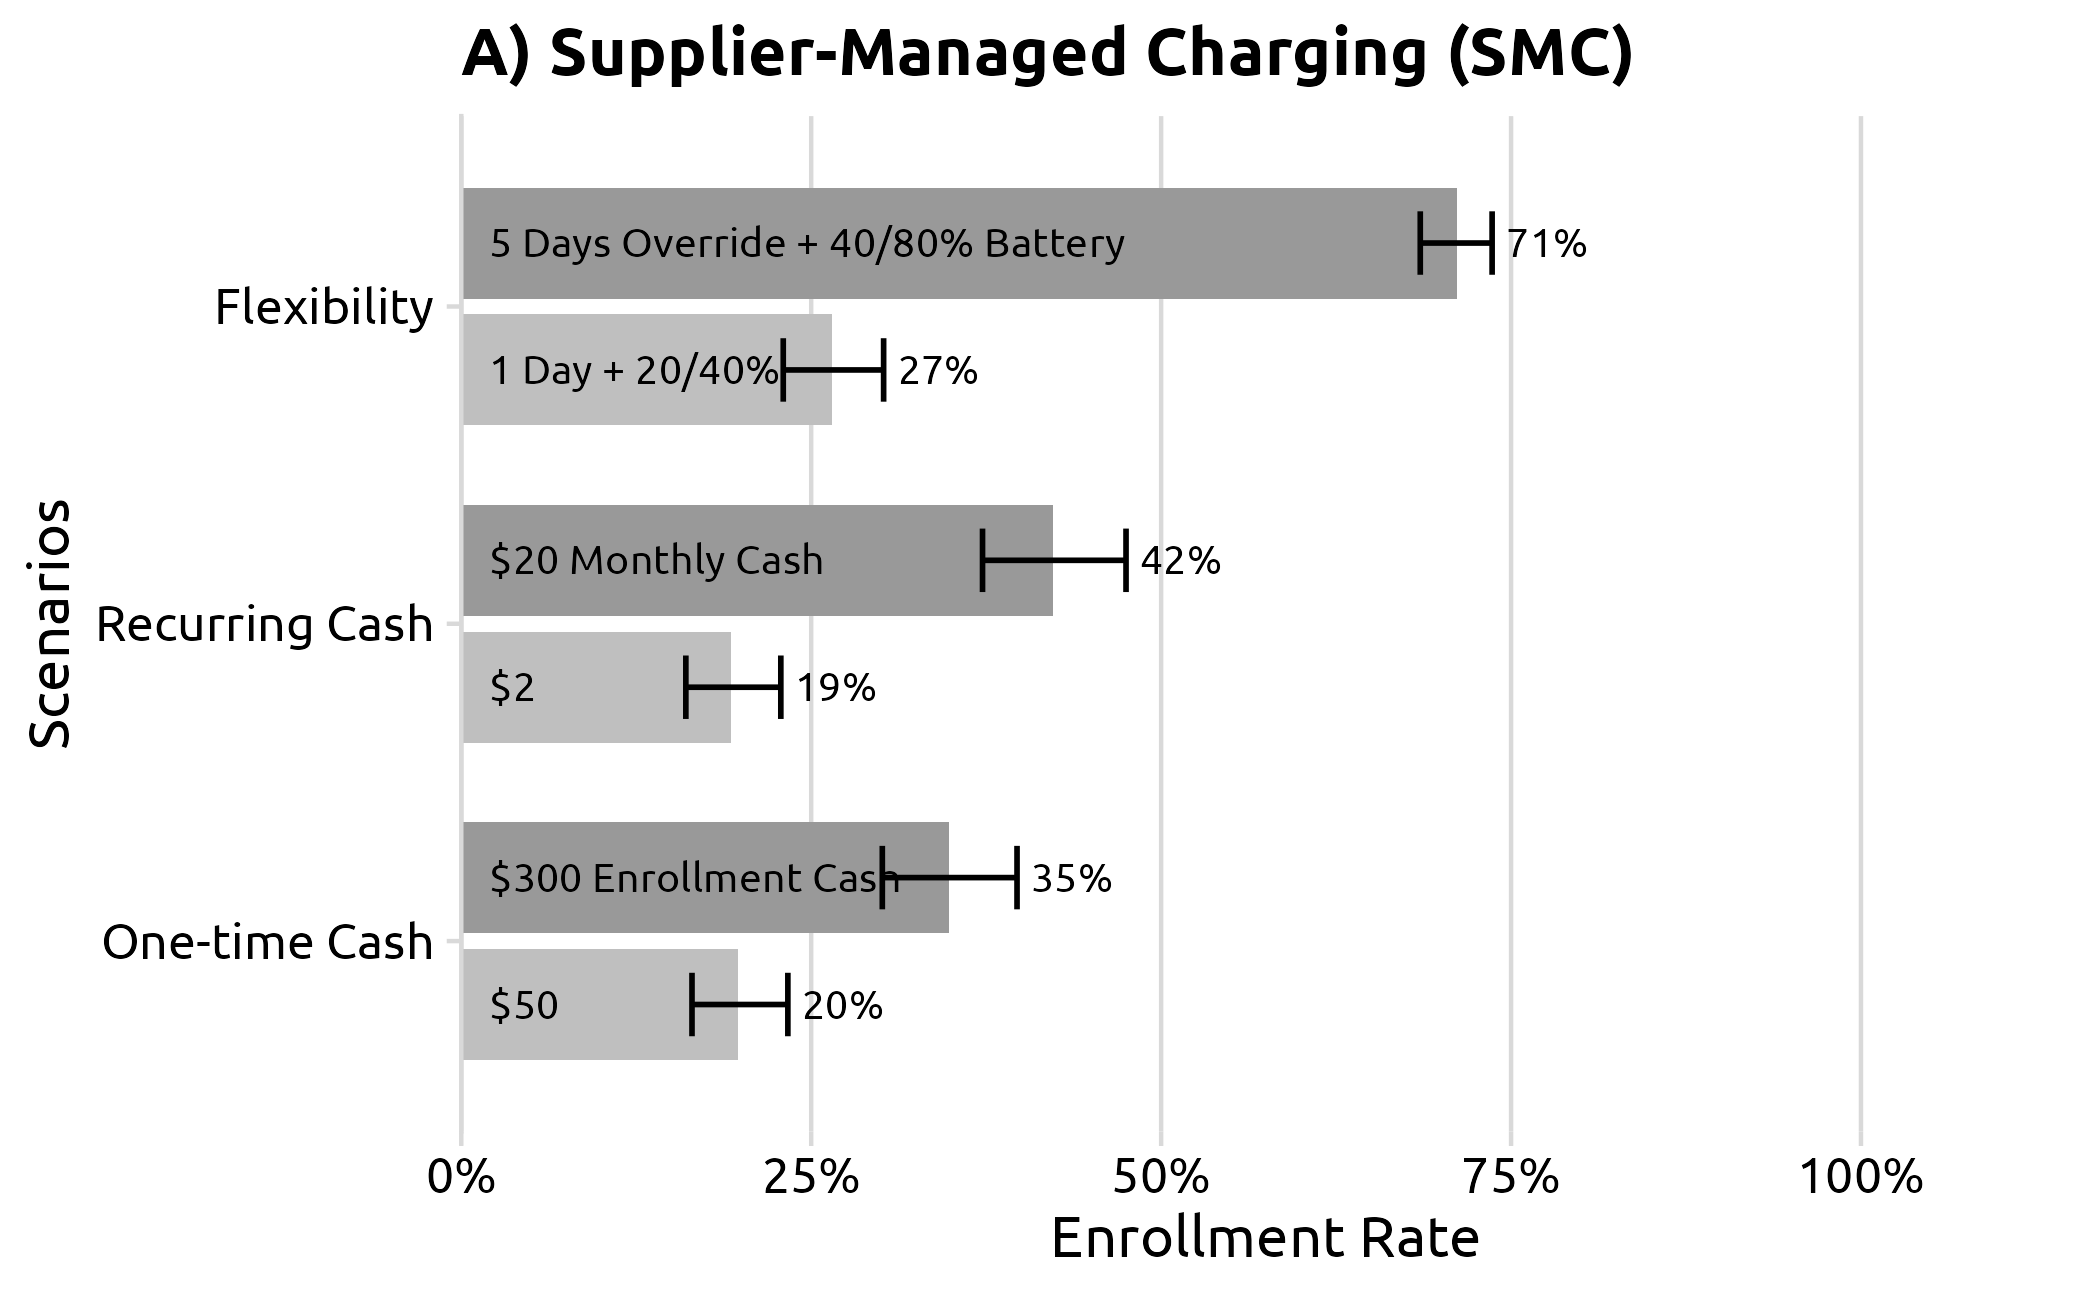 A) Supplier-Managed Charging (SMC)
5 Days Override + 40/80% Battery
71%
Flexibility
1 Day + 20/40%
27%
$20 Monthly Cash
42%
Scenarios
Recurring Cash
$2
19%
$300 Enrollment Cash
35%
One-time Cash
$50
20%
0% 25% 50% 75% 100%
Enrollment Rate